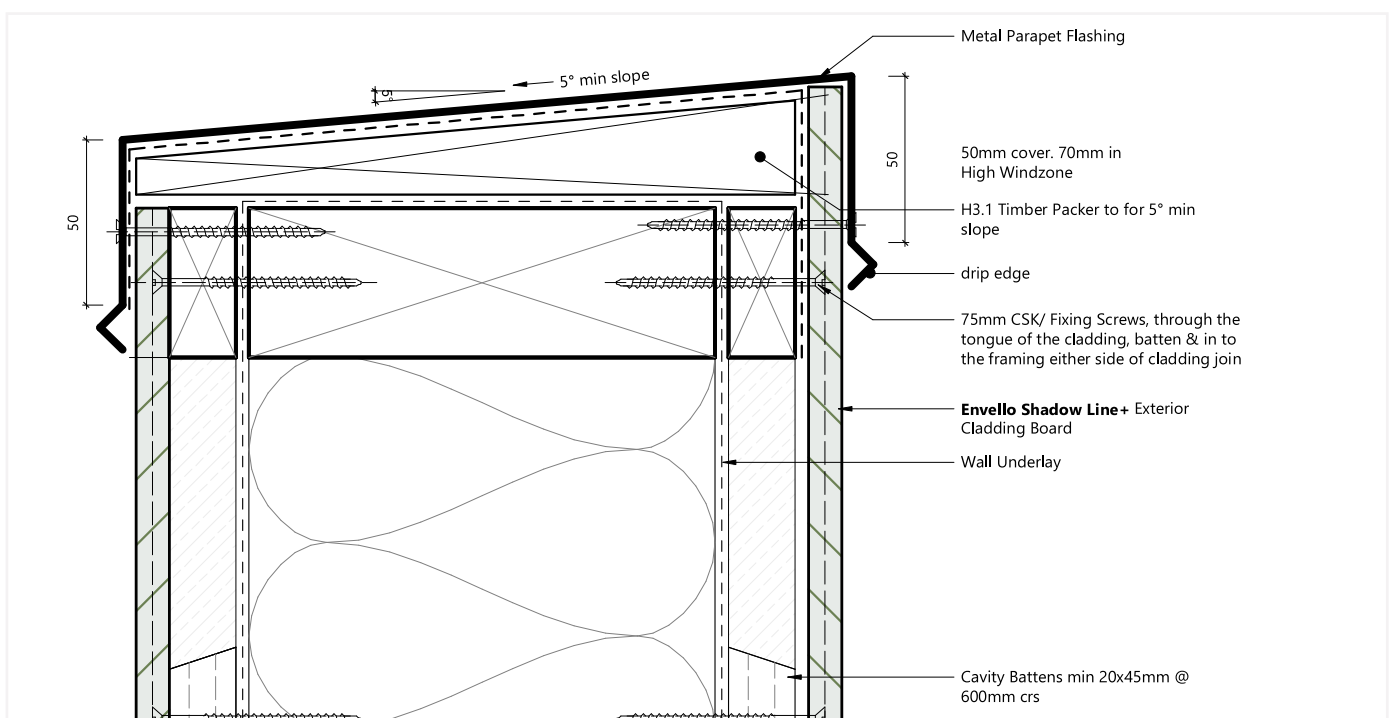 Metal Parapet Flashing
5° min slope
5°
50
50
50mm cover. 70mm in
High Windzone
H3.1 Timber Packer to for 5° min
slope
drip edge
75mm CSK/ Fixing Screws, through the
tongue of the cladding, batten & in to
the framing either side of cladding join
Envello Shadow Line+ Exterior
Cladding Board
Wall Underlay
Cavity Battens min 20x45mm @
600mm crs